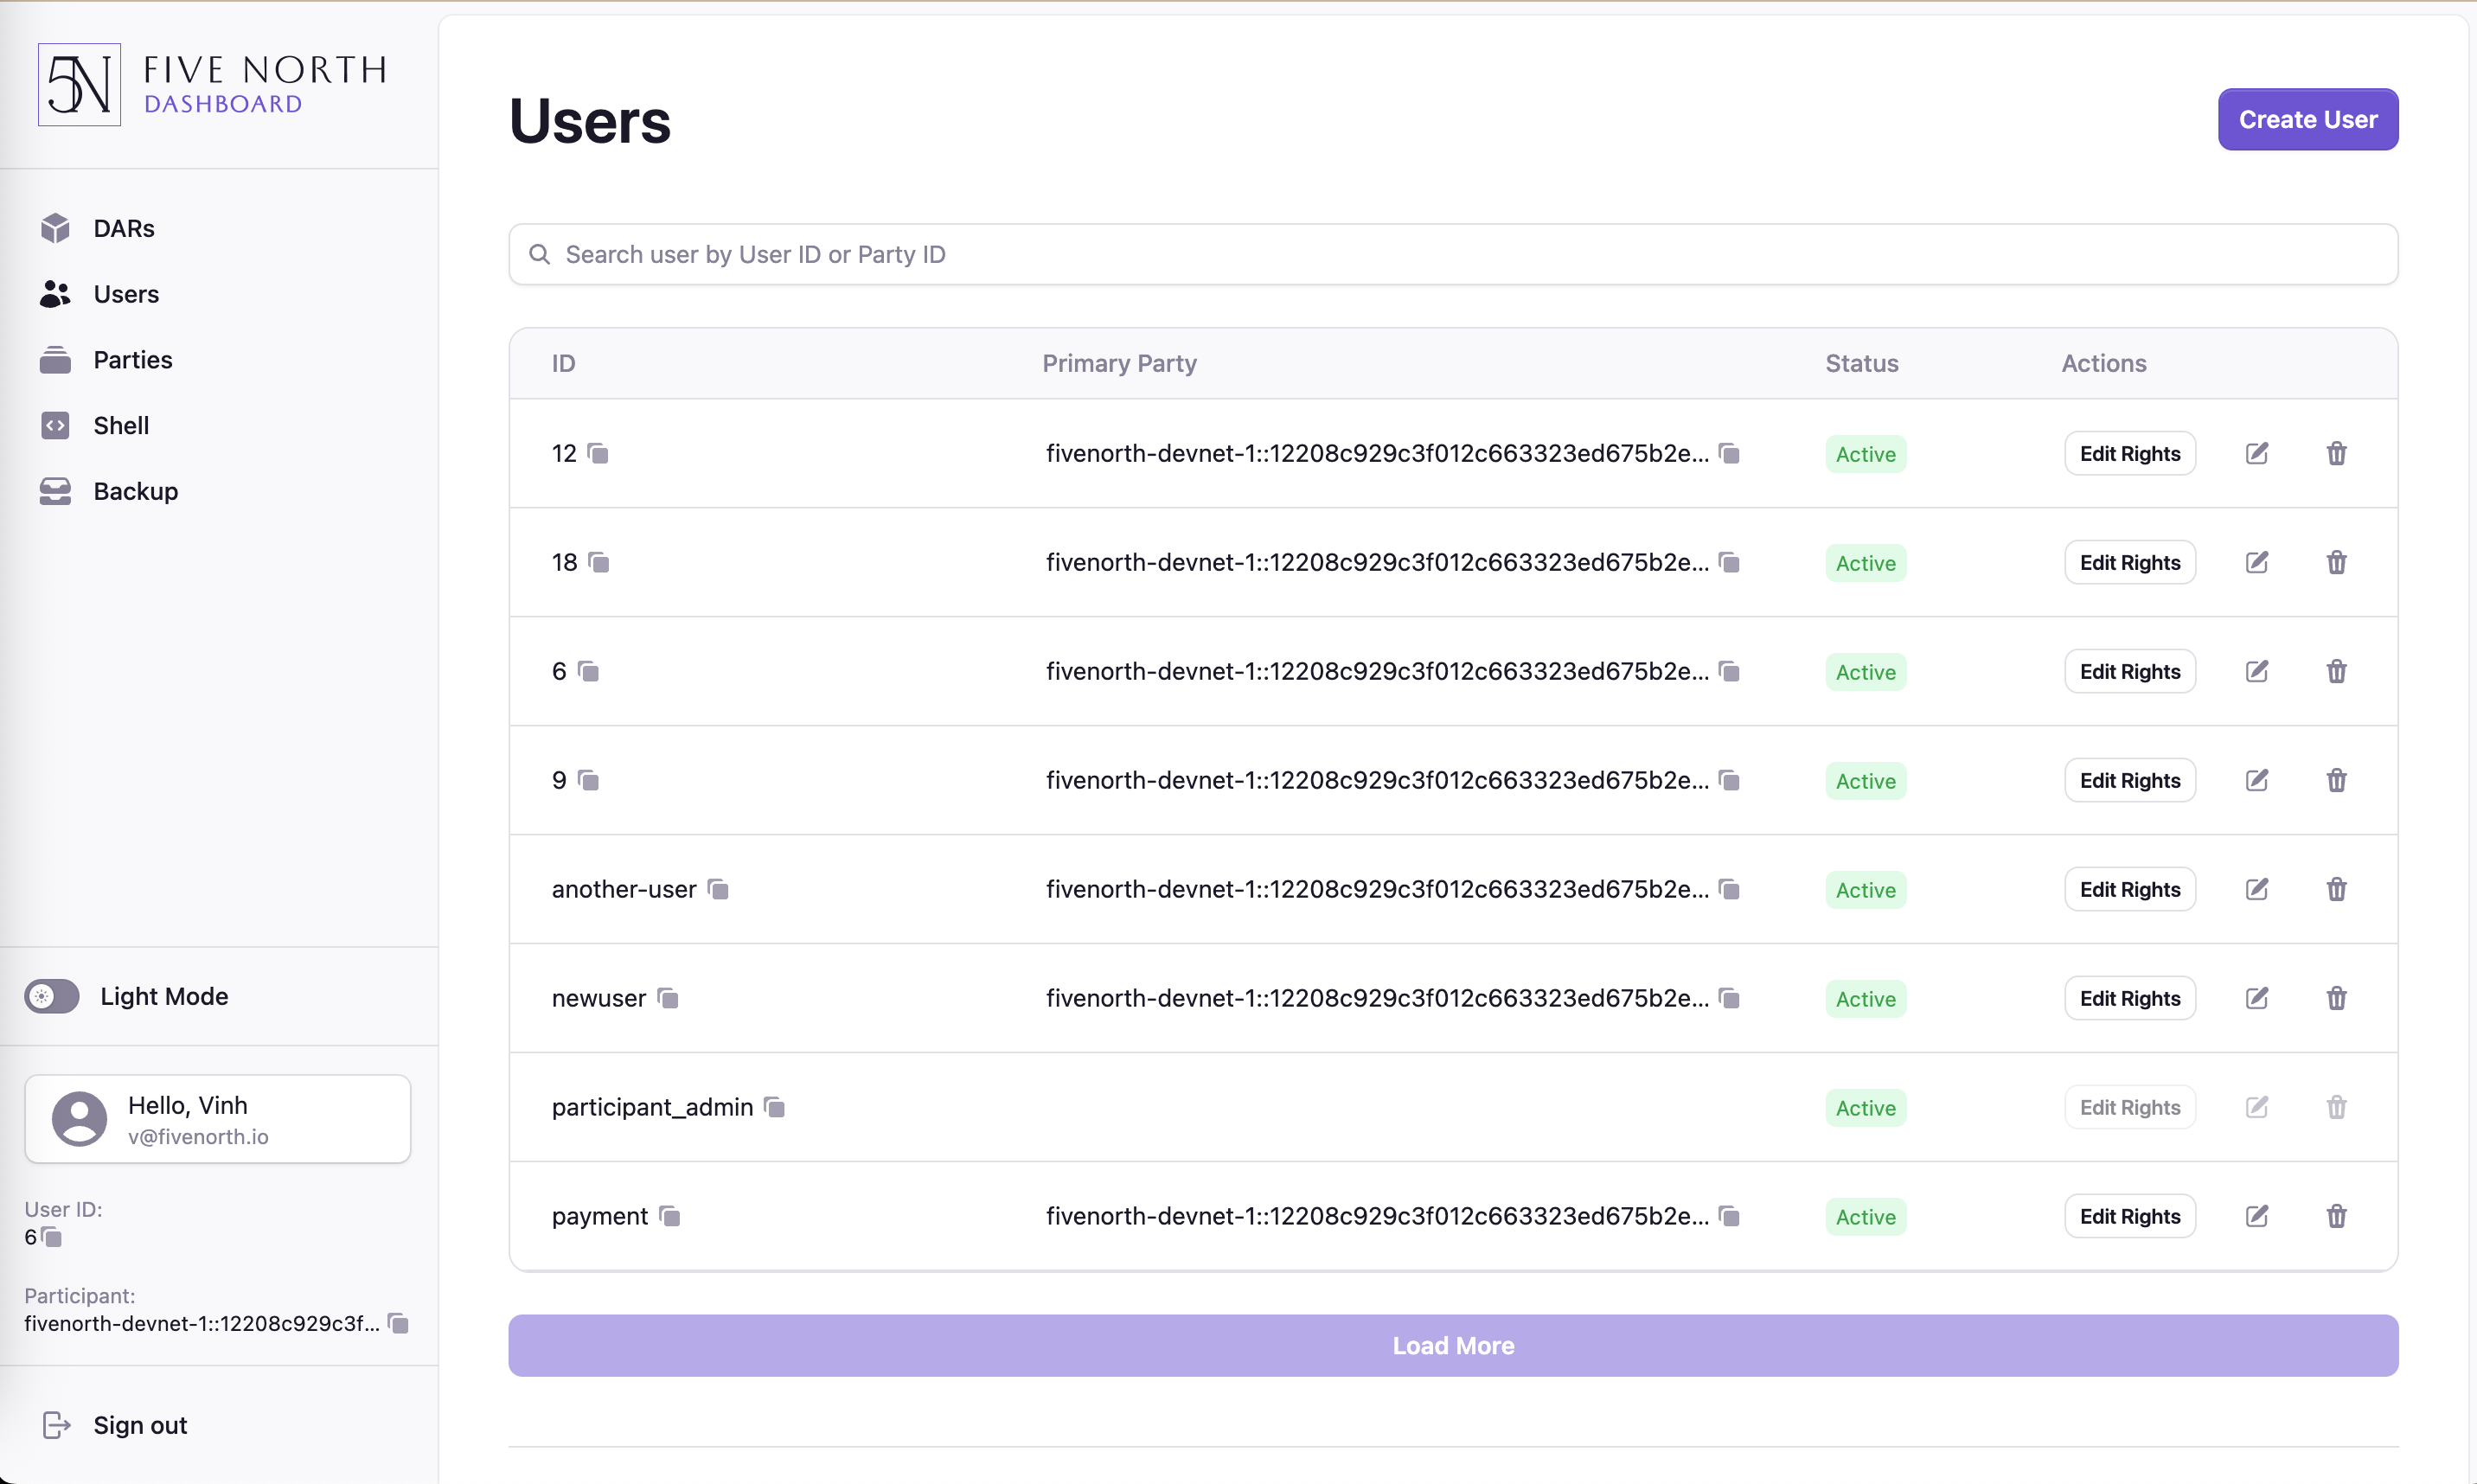 5N
FIVE NORTH
DASHBOARD
DARs
Users
Parties
Shell
Backup
Light Mode
Hello, Vinh
v@fivenorth.io
User ID:
6
Participant:
fivenorth-devnet-1::12208c929c3f...
Sign out
Users
Create User
Search user by User ID or Party ID
ID Primary Party Status Actions
12 fivenorth-devnet-1::12208c929c3f012c663323ed675b2e... Active Edit Rights
18 fivenorth-devnet-1::12208c929c3f012c663323ed675b2e... Active Edit Rights
6 fivenorth-devnet-1::12208c929c3f012c663323ed675b2e... Active Edit Rights
9 fivenorth-devnet-1::12208c929c3f012c663323ed675b2e... Active Edit Rights
another-user fivenorth-devnet-1::12208c929c3f012c663323ed675b2e... Active Edit Rights
newuser fivenorth-devnet-1::12208c929c3f012c663323ed675b2e... Active Edit Rights
participant_admin Active Edit Rights
payment fivenorth-devnet-1::12208c929c3f012c663323ed675b2e... Active Edit Rights
Load More